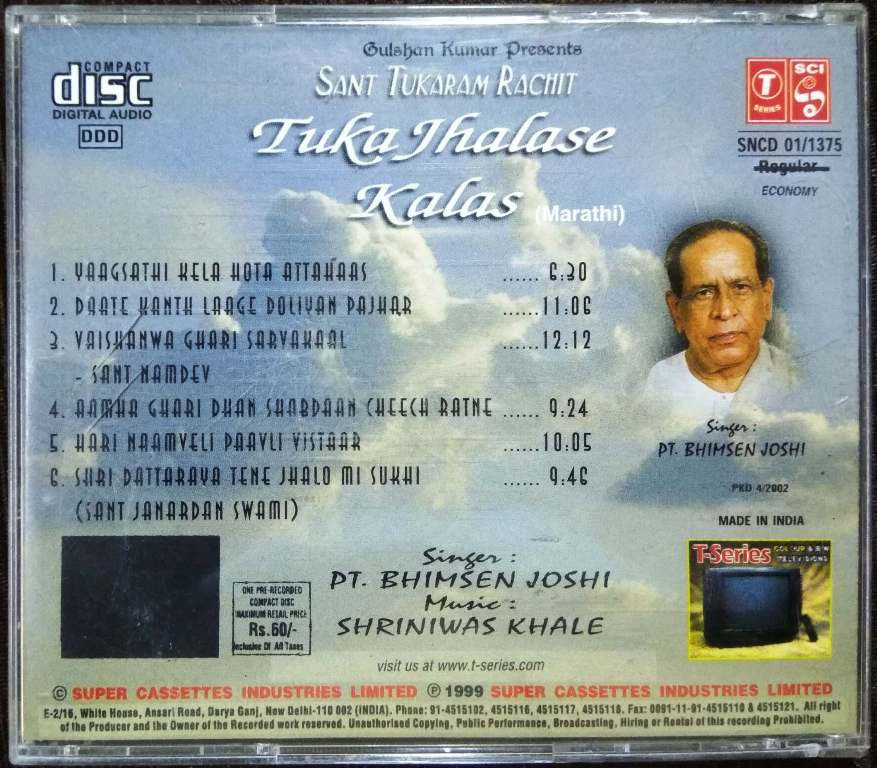 COMPACT
disc
DIGITAL AUDIO
DDD
Gulshan Kumar Presents
SANT TUKARAM RACHIT
Tuka Jhalase
Kalas (Marathi)
T
SERIES
SCI
SNCD 01/1375
Regular
ECONOMY
1. YAAGSATHI KELA HOTA ATTAHAAS ...... 6:30
2. DAATE KANTH LAAGE DOLIYAN PAJHAR ......11:06
3. VAISHANWA GHARI SARVAKAAL ......12:12
- SANT NAMDEV
4. AAMHA GHARI DHAN SHABDAAN CHEECH RATNE ...... 9:24
5. HARI NAAMVELI PAAVLI VISTAAR ......10:05
6. SHRI DATTARAYA TENE JHALO MI SUKHI ...... 9:46
(SANT JANARDAN SWAMI)
Singer :
PT. BHIMSEN JOSHI
PKD 4/2002
MADE IN INDIA
T-Series COLOUR & B/W
TELEVISIONS
ONE PRE-RECORDED
COMPACT DISC
MAXIMUM RETAIL PRICE
Rs.60/-
Inclusive Of All Taxes
Singer :
PT. BHIMSEN JOSHI
Music :
SHRINIWAS KHALE
visit us at www.t-series.com
© SUPER CASSETTES INDUSTRIES LIMITED ℗ 1999 SUPER CASSETTES INDUSTRIES LIMITED
E-2/16, White House, Ansari Road, Darya Ganj, New Delhi-110 002 (INDIA). Phone: 91-4515102, 4515116, 4515117, 4515118. Fax: 0091-11-91-4515110 & 4515121. All right
of the Producer and the Owner of the Recorded work reserved. Unauthorised Copying, Public Performance, Broadcasting, Hiring or Rental of this recording Prohibited.